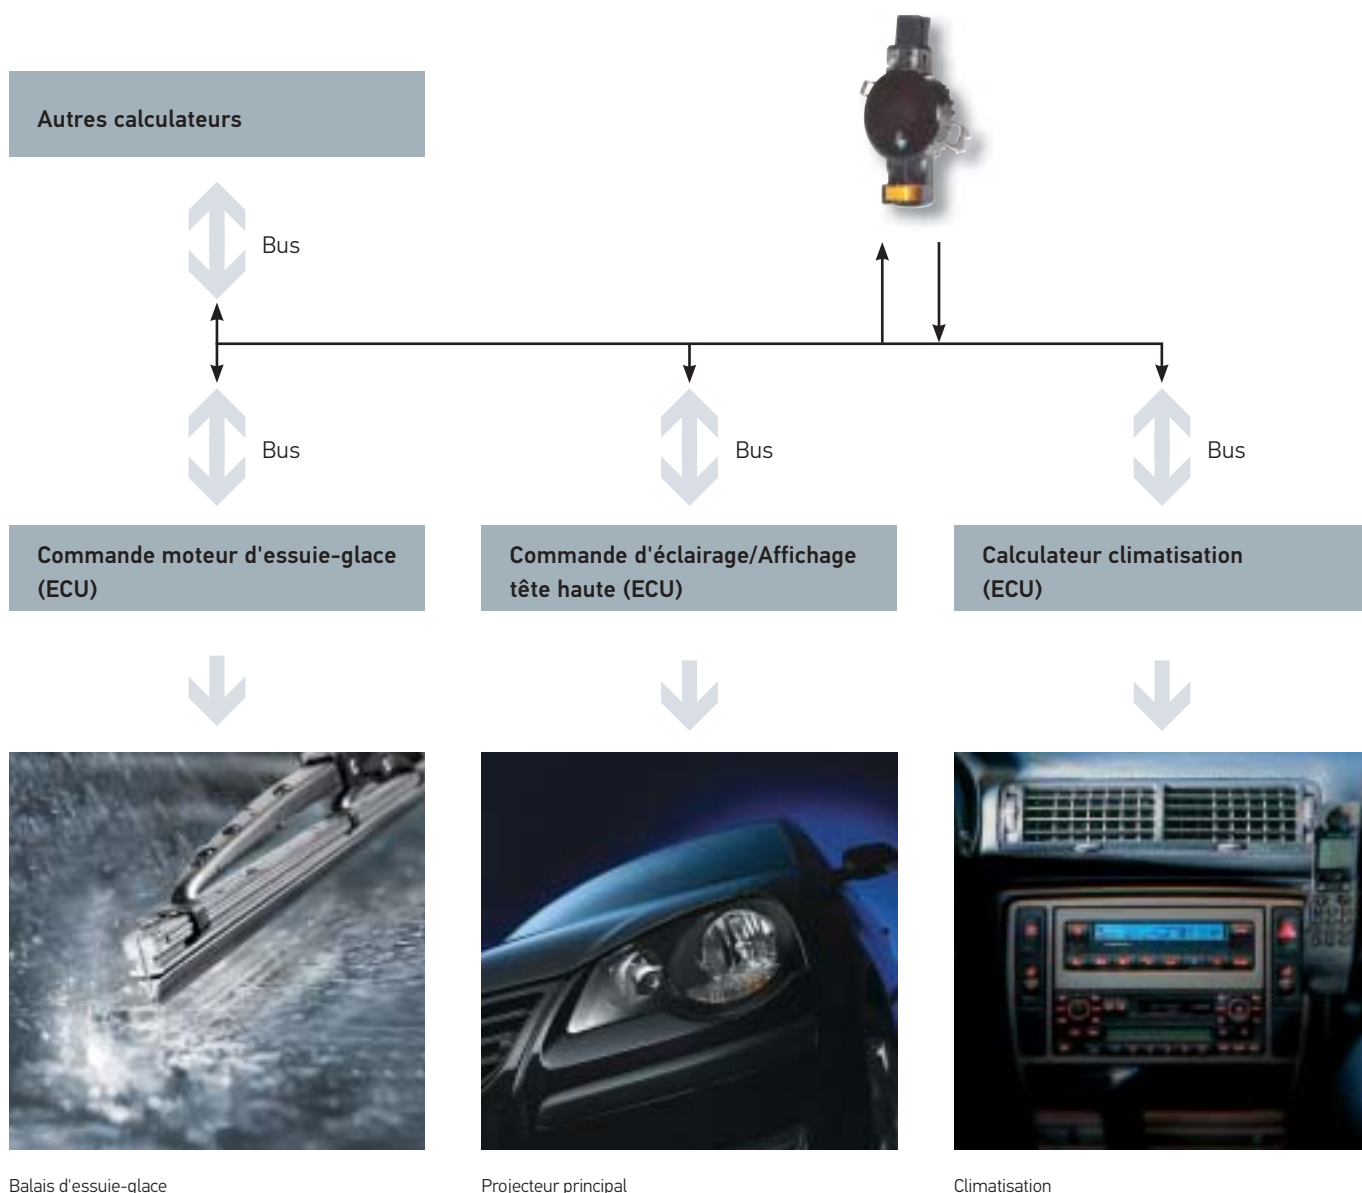 Autres calculateurs
Bus
Bus
Bus
Bus
Commande moteur d'essuie-glace
(ECU)
Commande d'éclairage/Affichage
tête haute (ECU)
Calculateur climatisation
(ECU)
Balais d'essuie-glace
Projecteur principal
Climatisation